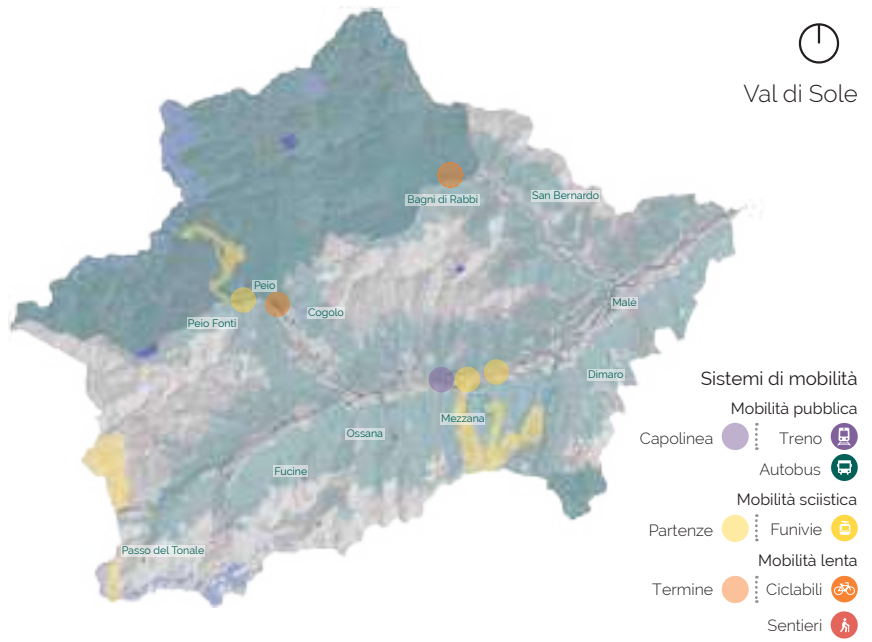 Val di Sole
Bagni di Rabbi
San Bernardo
Peio
Peio Fonti
Cogolo
Malè
Dimaro
Mezzana
Ossana
Fucine
Passo del Tonale
Sistemi di mobilità
Mobilità pubblica
Capolinea Treno
Autobus
Mobilità sciistica
Partenze Funivie
Mobilità lenta
Termine Ciclabili
Sentieri